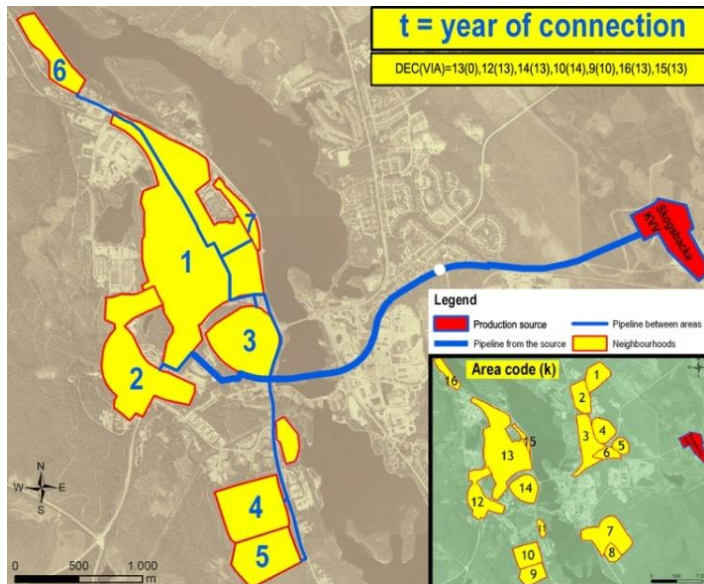 t = year of connection
DEC(VIA)=13(0),12(13),14(13),10(14),9(10),16(13),15(13)
6
7
1
3
2
4
5
Skogsbacka
KVV
N
W E
S
0 500 1.000
m
Legend
Production source
Pipeline between areas
Pipeline from the source
Neighbourhoods
Area code (k)
16
1
2
3
4
5
6
15
13
14
12
11
7
10
8
9